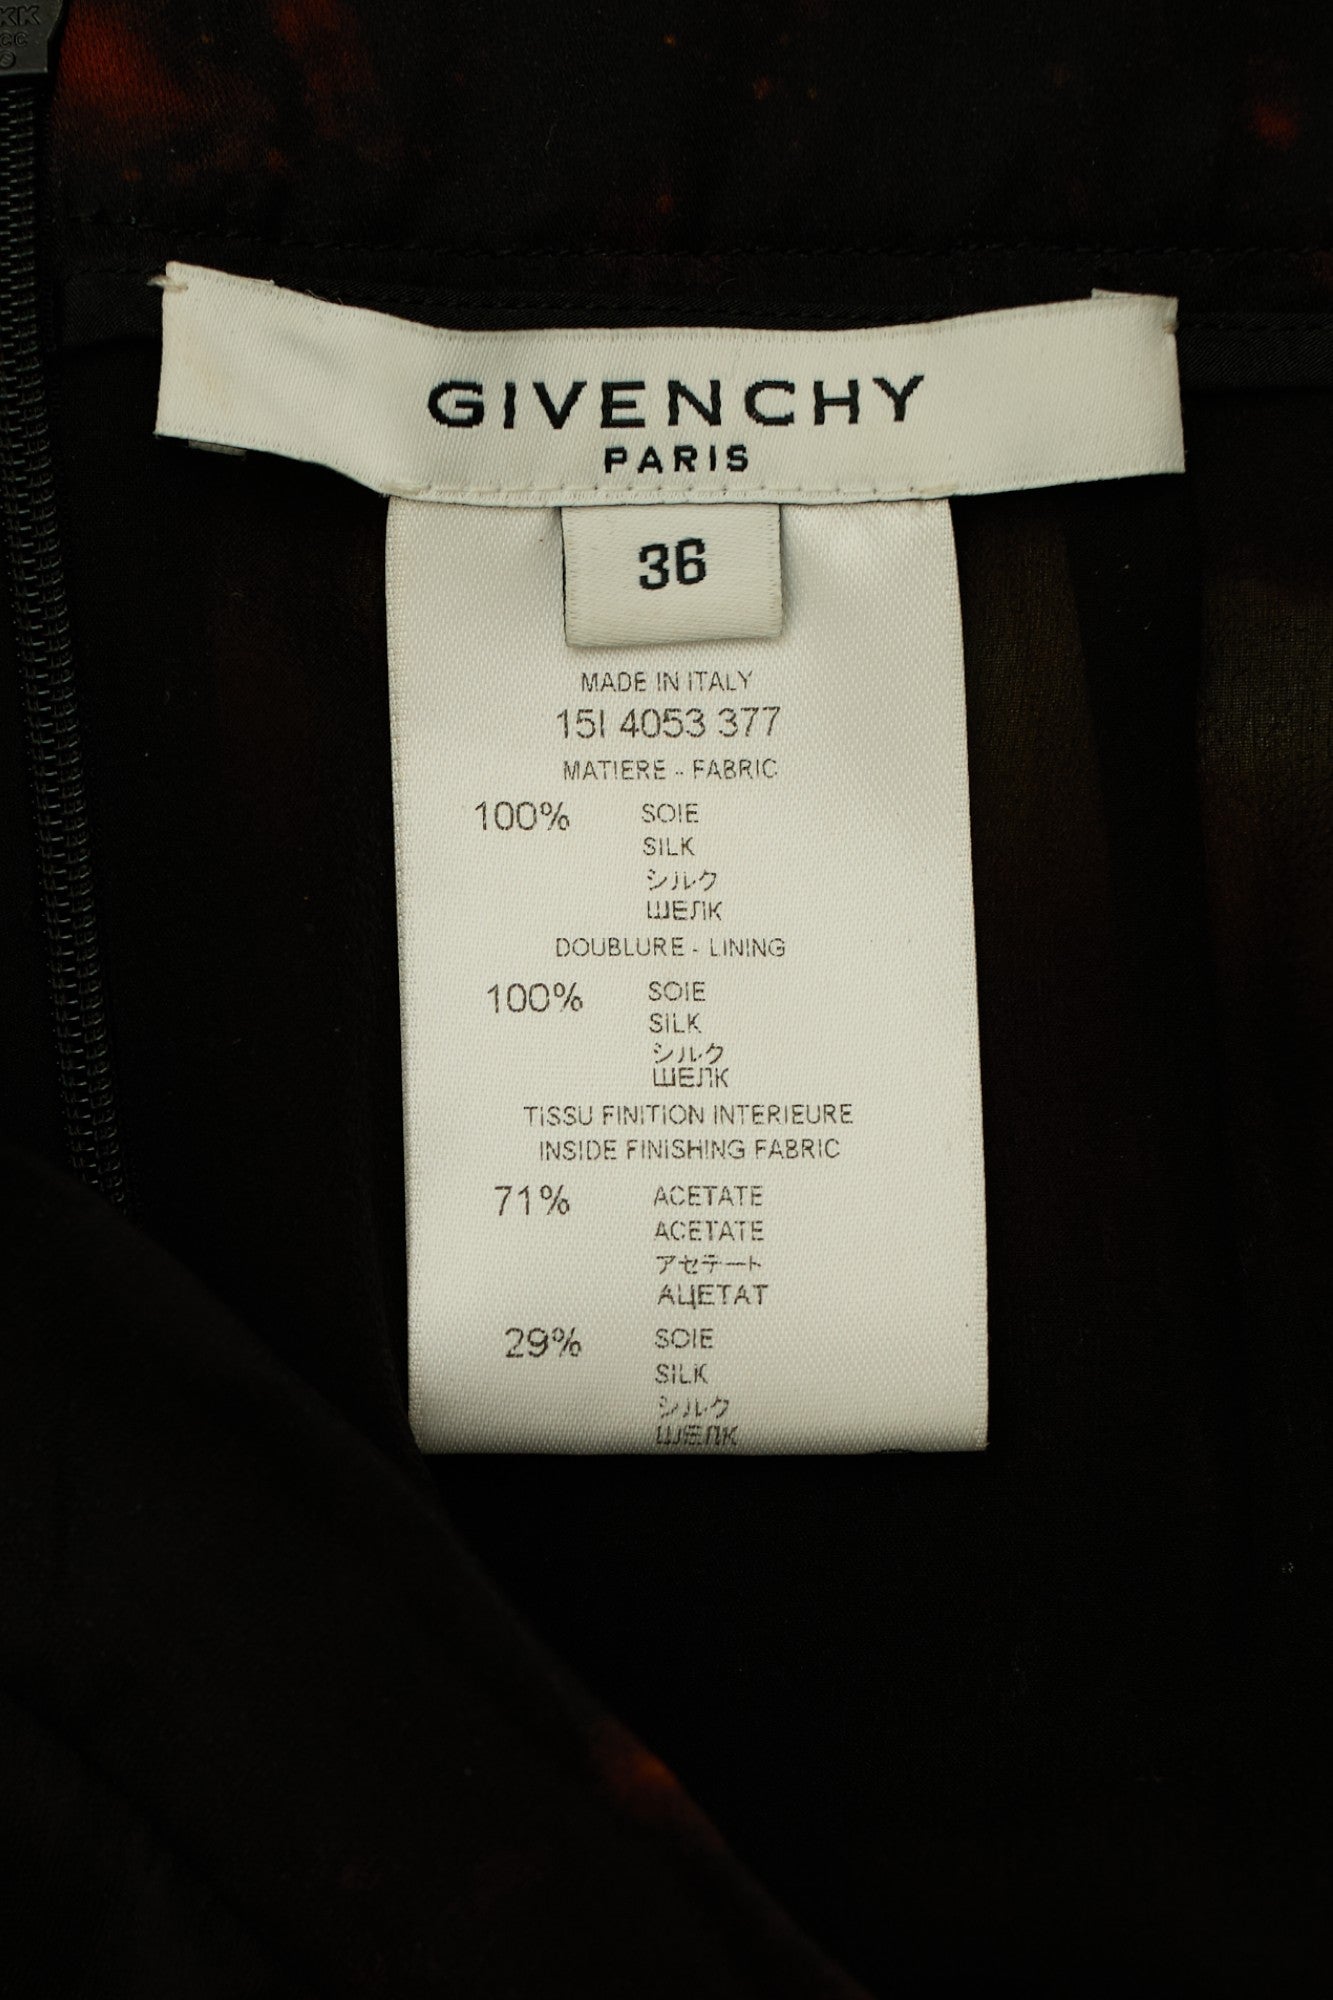 KK
CC
GIVENCHY
PARIS
36
MADE IN ITALY
15I 4053 377
MATIERE - FABRIC
100% SOIE
SILK
シルク
ШЕЛК
DOUBLURE - LINING
100% SOIE
SILK
シルク
ШЕЛК
TISSU FINITION INTERIEURE
INSIDE FINISHING FABRIC
71% ACETATE
ACETATE
アセテート
АЦЕТАТ
29% SOIE
SILK
シルク
ШЕЛК